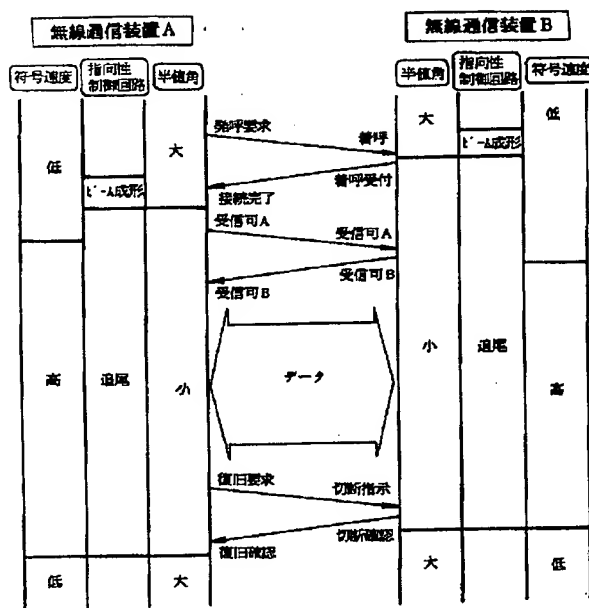 無線通信装置A
無線通信装置B
符号速度
指向性
制御回路
半値角
半値角
指向性
制御回路
符号速度
低
大
発呼要求
着呼
大
低
ビーム成形
ビーム成形
着呼受付
接続完了
受信可A
受信可A
受信可B
受信可B
高
追尾
小
データ
小
追尾
高
復旧要求
切断指示
切断確認
復旧確認
低
大
大
低